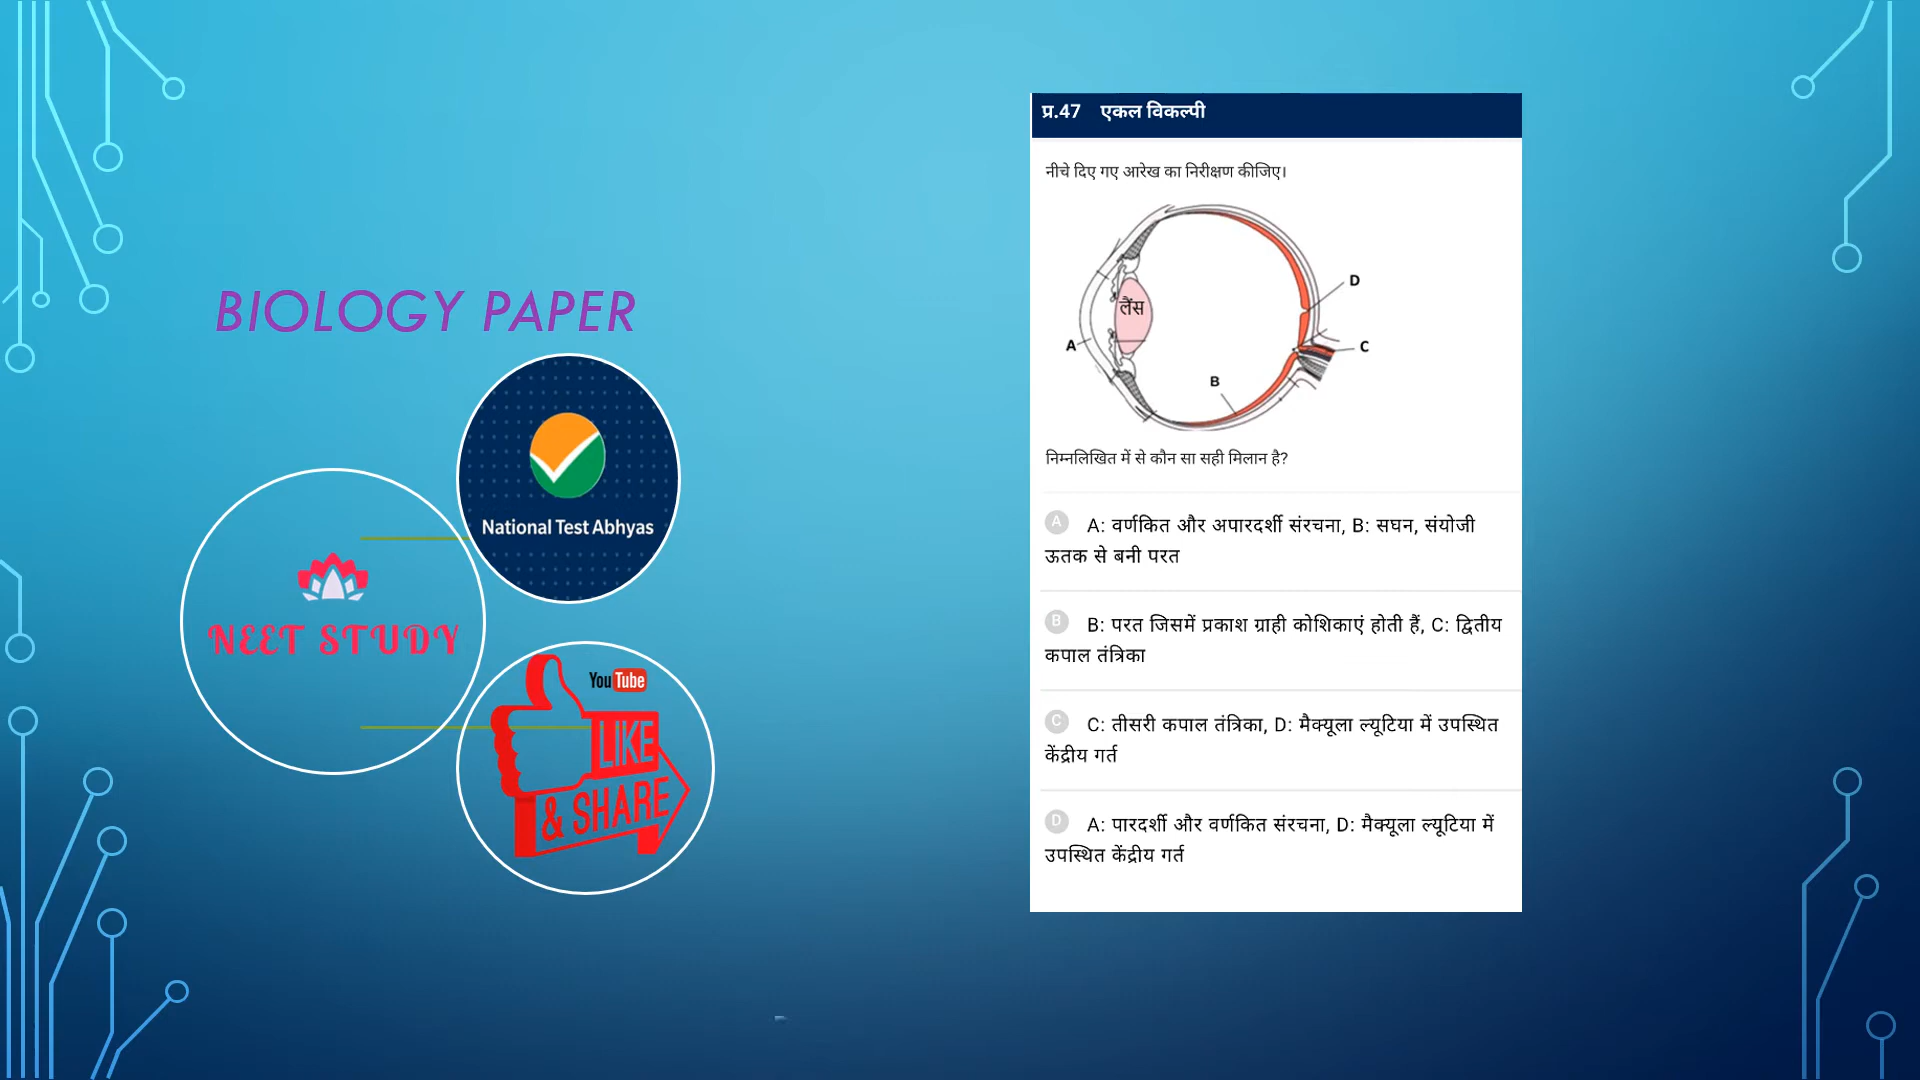 BIOLOGY PAPER
National Test Abhyas
NEET STUDY
YouTube
LIKE
& SHARE
प्र.47 एकल विकल्पी
नीचे दिए गए आरेख का निरीक्षण कीजिए।
लैंस
D
A
C
B
निम्नलिखित में से कौन सा सही मिलान है?
A A: वर्णकित और अपारदर्शी संरचना, B: सघन, संयोजी
ऊतक से बनी परत
B B: परत जिसमें प्रकाश ग्राही कोशिकाएं होती हैं, C: द्वितीय
कपाल तंत्रिका
C C: तीसरी कपाल तंत्रिका, D: मैक्यूला ल्यूटिया में उपस्थित
केंद्रीय गर्त
D A: पारदर्शी और वर्णकित संरचना, D: मैक्यूला ल्यूटिया में
उपस्थित केंद्रीय गर्त